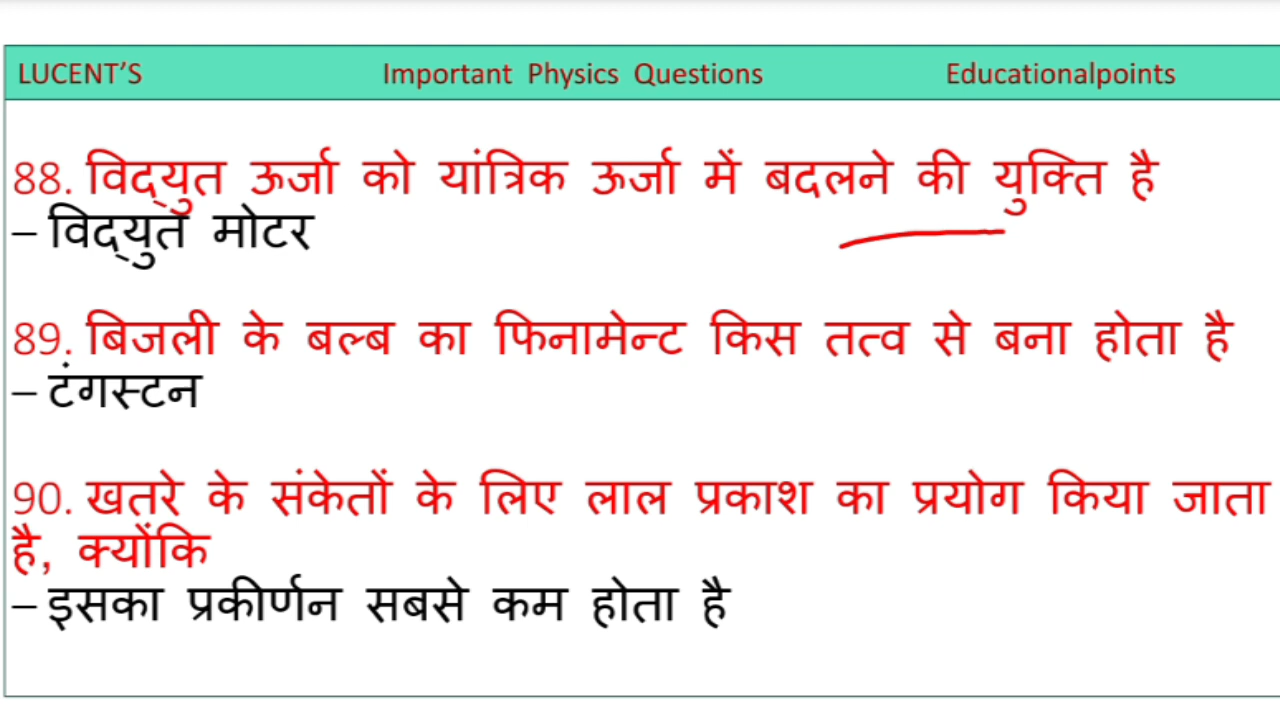 LUCENT’S Important Physics Questions Educationalpoints
88. विद्युत ऊर्जा को यांत्रिक ऊर्जा में बदलने की युक्ति है
– विद्युत मोटर
89. बिजली के बल्ब का फिनामेन्ट किस तत्व से बना होता है
– टंगस्टन
90. खतरे के संकेतों के लिए लाल प्रकाश का प्रयोग किया जाता
है, क्योंकि
– इसका प्रकीर्णन सबसे कम होता है